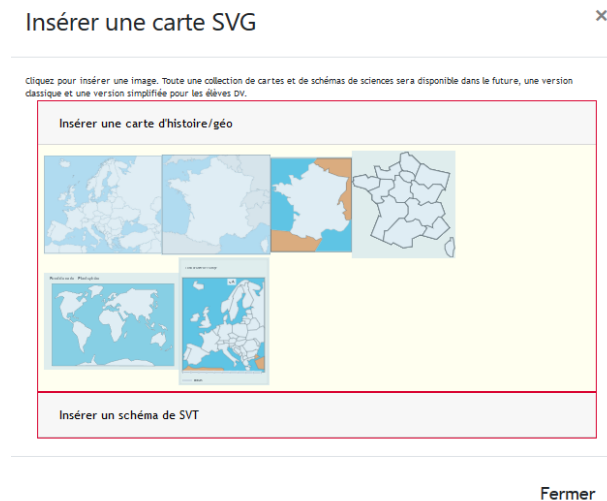 Insérer une carte SVG
×
Cliquez pour insérer une image. Toute une collection de cartes et de schémas de sciences sera disponible dans le future, une version
classique et une version simplifiée pour les élèves DV.
Insérer une carte d'histoire/géo
Insérer un schéma de SVT
Fermer